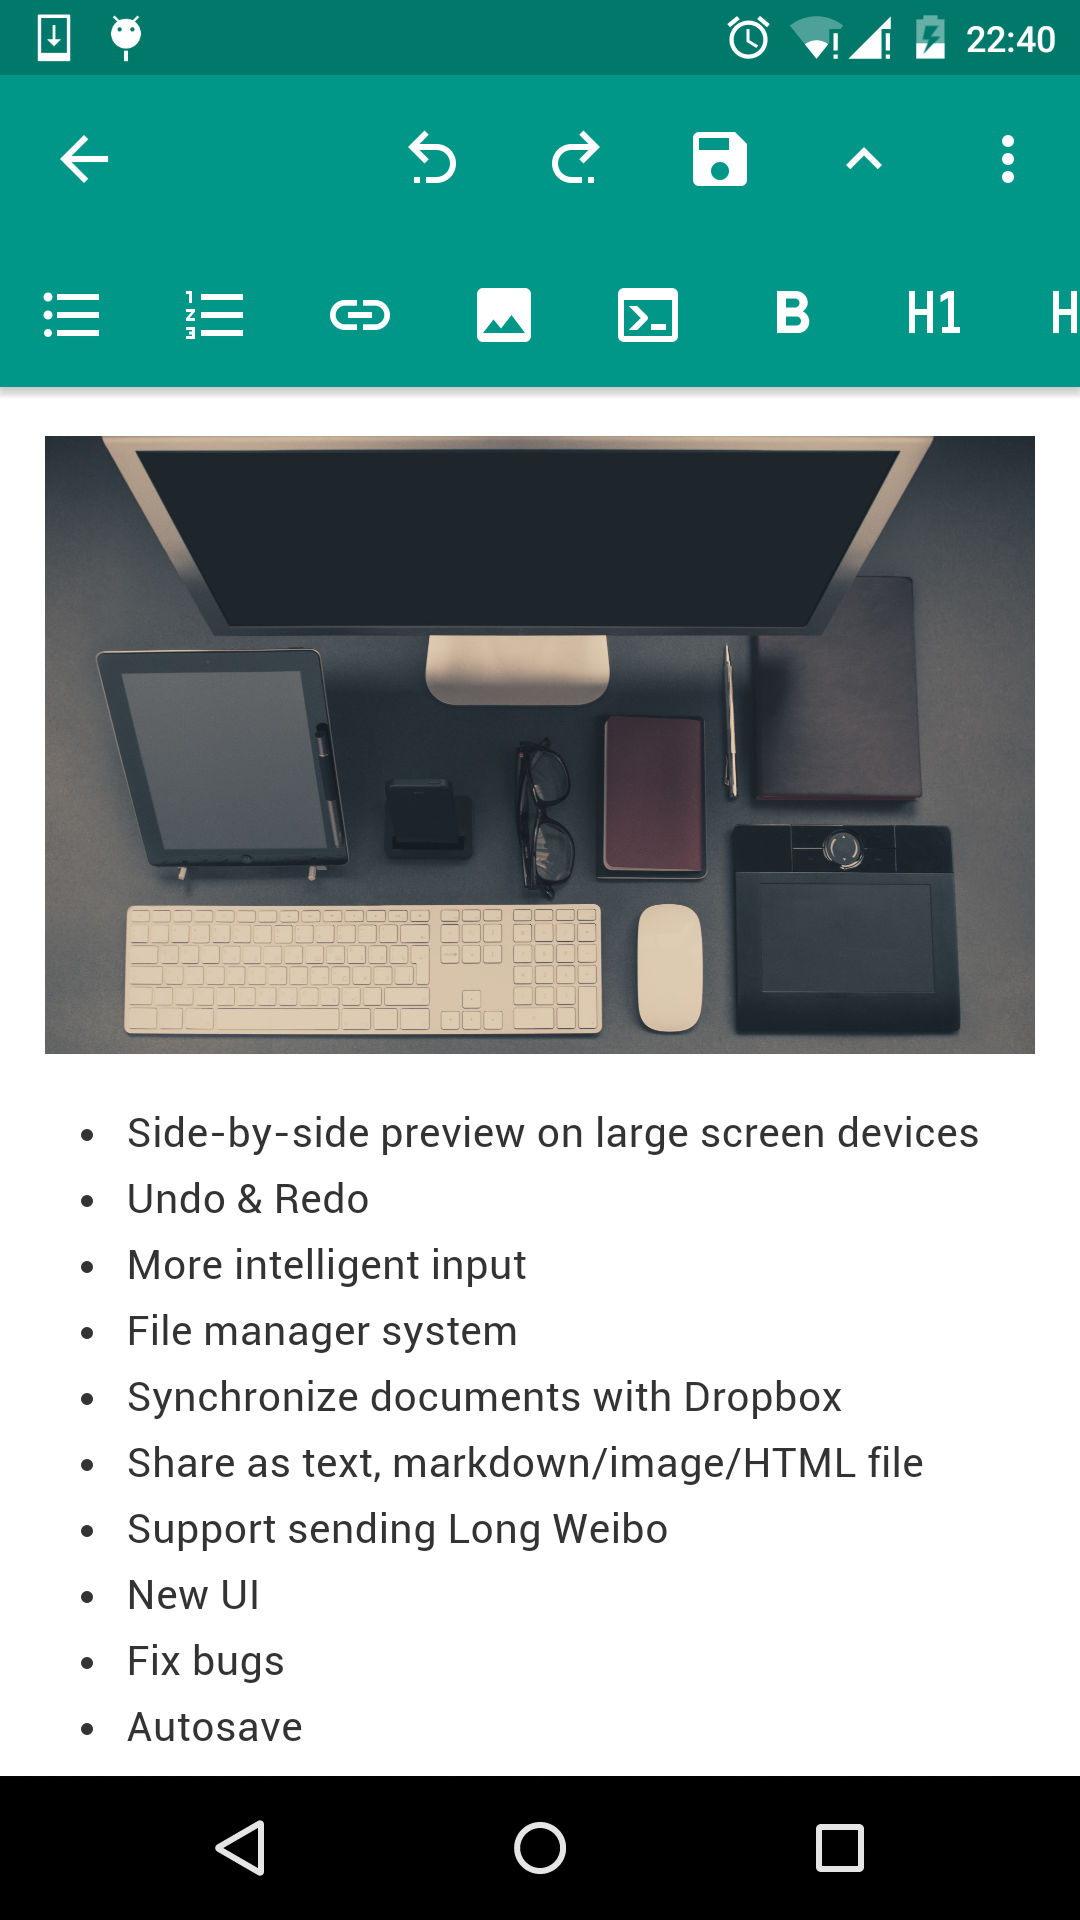 22:40
B H1 H
Side-by-side preview on large screen devices
Undo & Redo
More intelligent input
File manager system
Synchronize documents with Dropbox
Share as text, markdown/image/HTML file
Support sending Long Weibo
New UI
Fix bugs
Autosave